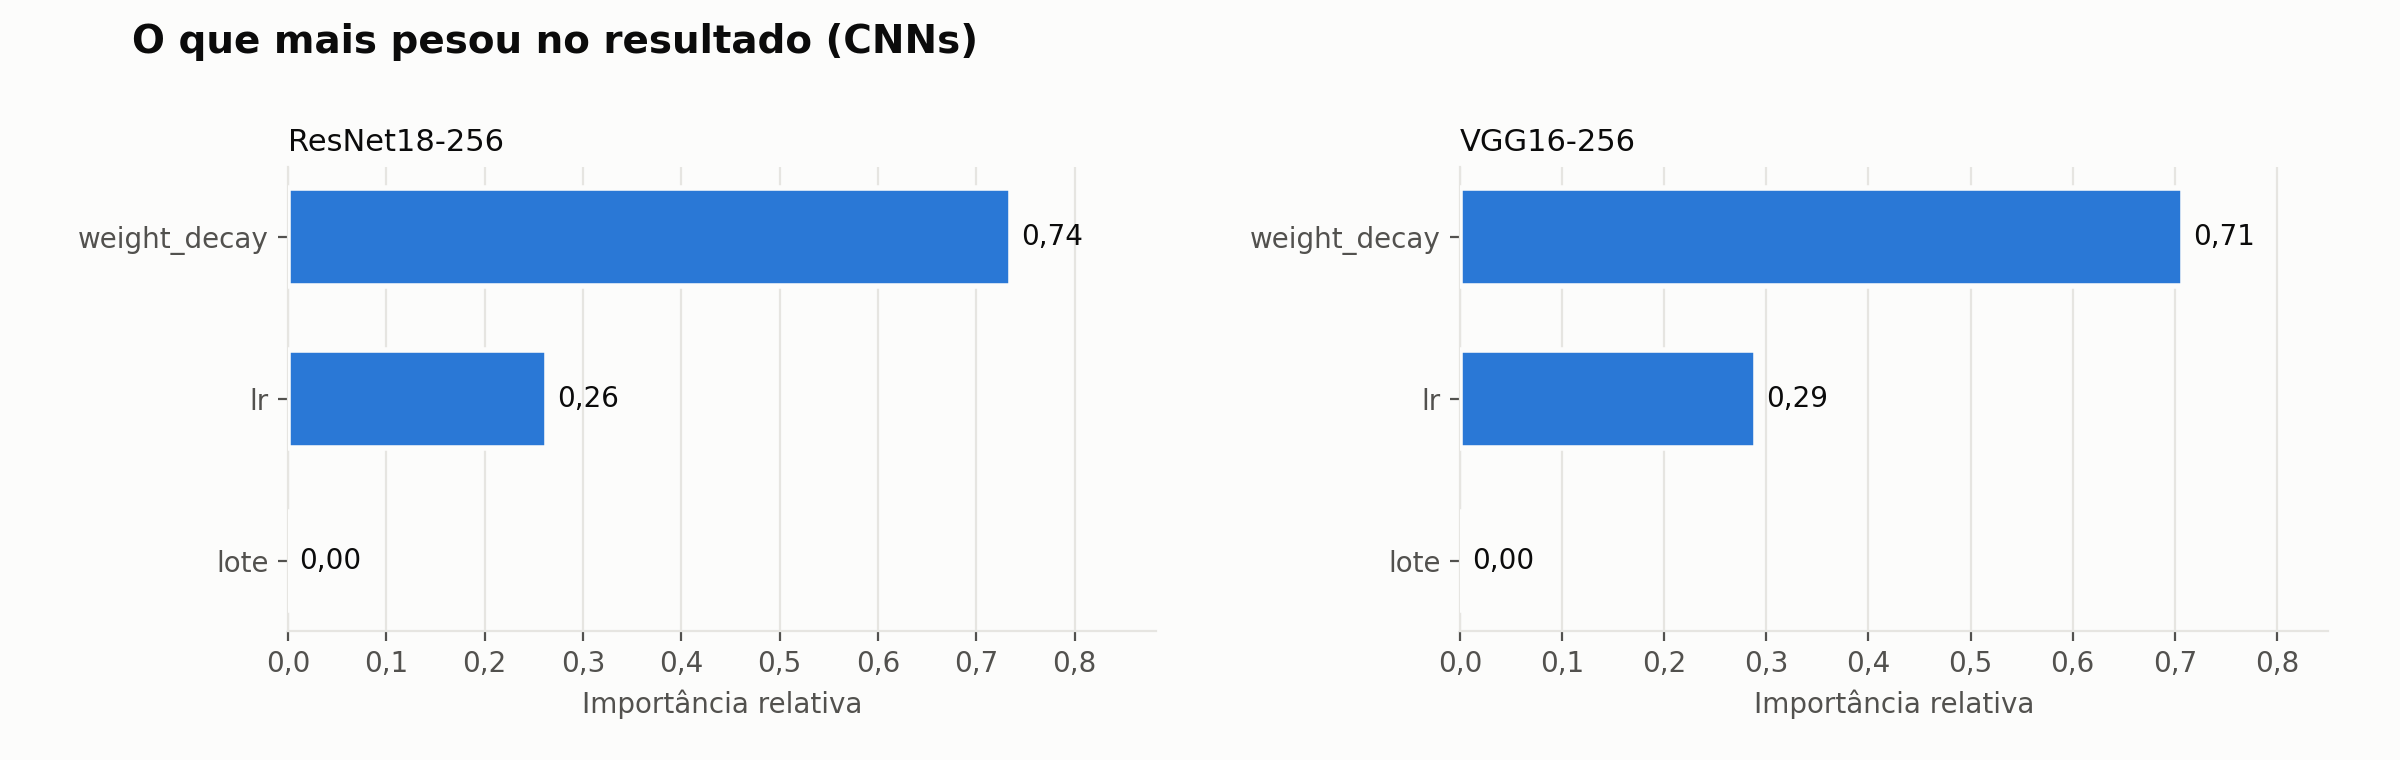 O que mais pesou no resultado (CNNs)
ResNet18-256
weight_decay
0,74
lr
0,26
lote
0,00
0,0 0,1 0,2 0,3 0,4 0,5 0,6 0,7 0,8
Importância relativa
VGG16-256
weight_decay
0,71
lr
0,29
lote
0,00
0,0 0,1 0,2 0,3 0,4 0,5 0,6 0,7 0,8
Importância relativa